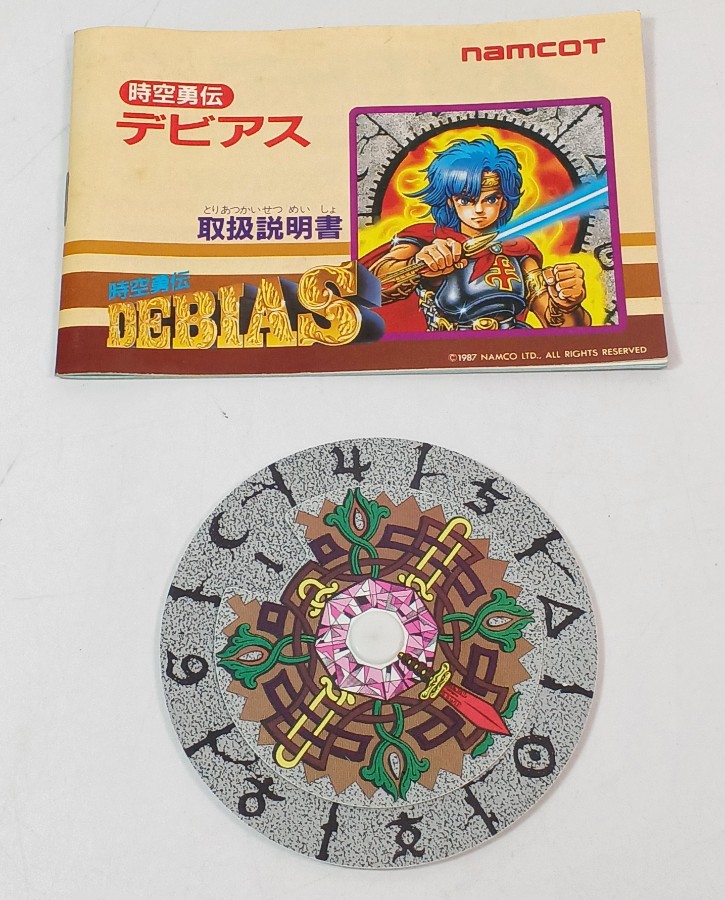 namcoT
時空勇伝
デビアス
とりあつかいせつ めい しょ
取扱説明書
時空勇伝
DEBIAS
©1987 NAMCO LTD., ALL RIGHTS RESERVED